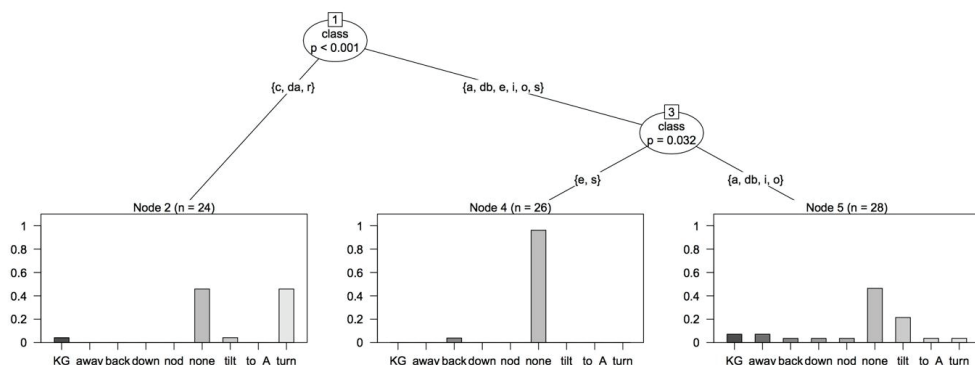 1
class
p < 0.001
{c, da, r}
{a, db, e, i, o, s}
3
class
p = 0.032
{e, s}
{a, db, i, o}
Node 2 (n = 24)
1
0.8
0.6
0.4
0.2
0
KG away back down nod none tilt to A turn
Node 4 (n = 26)
1
0.8
0.6
0.4
0.2
0
KG away back down nod none tilt to A turn
Node 5 (n = 28)
1
0.8
0.6
0.4
0.2
0
KG away back down nod none tilt to A turn